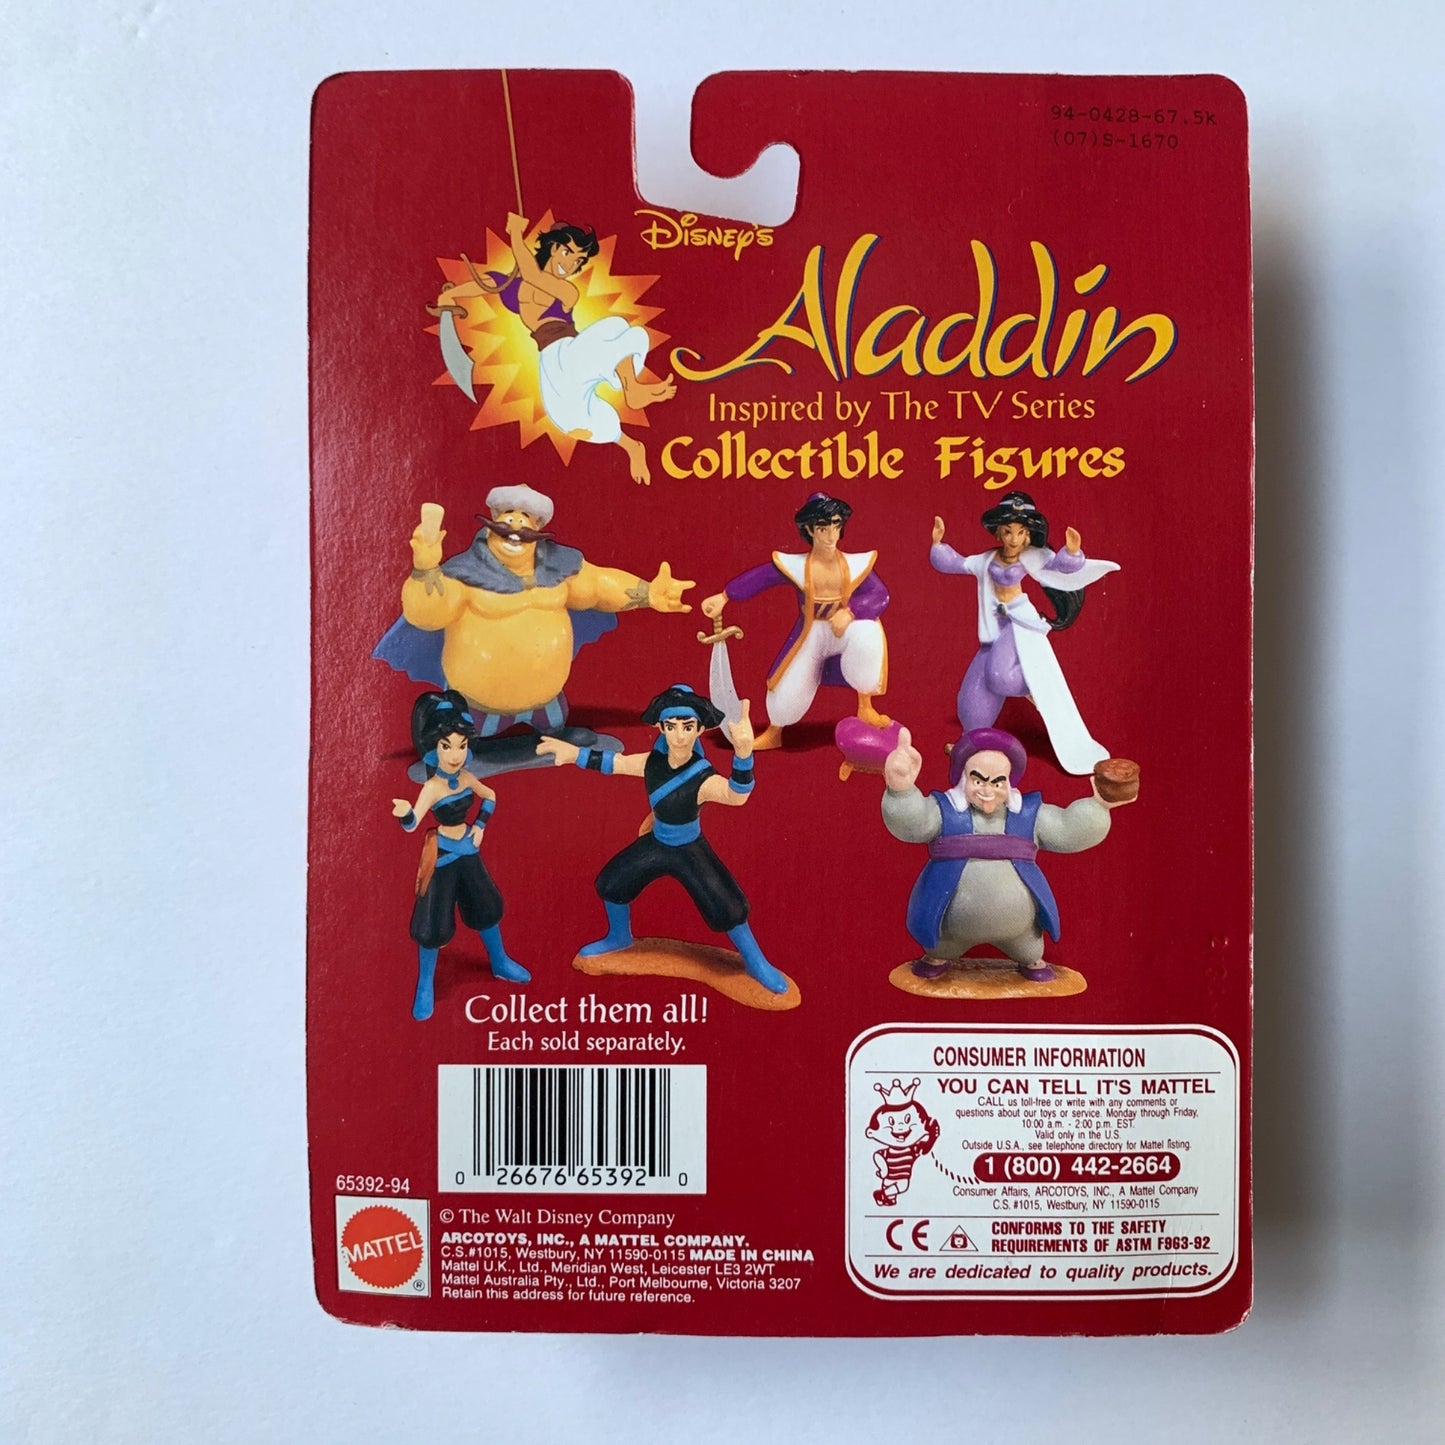 94-0428-67.5k
(07)S-1670
Disney's
Aladdin
Inspired by The TV Series
Collectible Figures
Collect them all!
Each sold separately.
0 26676 65392 0
65392-94
MATTEL
®
© The Walt Disney Company
ARCOTOYS, INC., A MATTEL COMPANY.
C.S.#1015, Westbury, NY 11590-0115 MADE IN CHINA
Mattel U.K., Ltd., Meridian West, Leicester LE3 2WT
Mattel Australia Pty., Ltd., Port Melbourne, Victoria 3207
Retain this address for future reference.
CONSUMER INFORMATION
YOU CAN TELL IT'S MATTEL
CALL us toll-free or write with any comments or
questions about our toys or service. Monday through Friday,
10:00 a.m. - 2:00 p.m. EST.
Valid only in the U.S.
Outside U.S.A., see telephone directory for Mattel listing.
1 (800) 442-2664
Consumer Affairs, ARCOTOYS, INC., A Mattel Company
C.S. #1015, Westbury, NY 11590-0115
CE
CONFORMS TO THE SAFETY
REQUIREMENTS OF ASTM F963-92
We are dedicated to quality products.